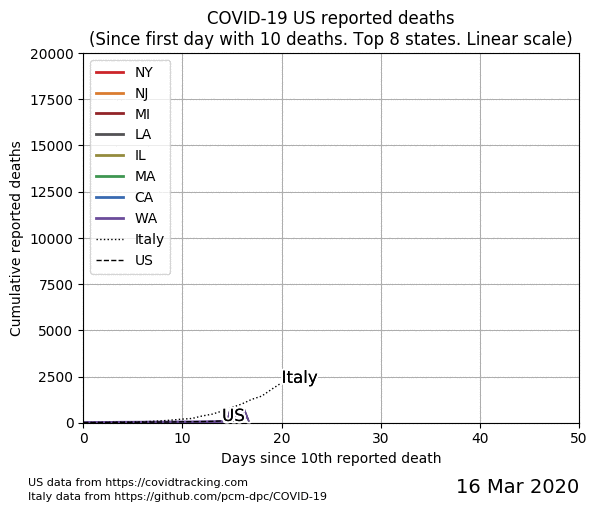 COVID-19 US reported deaths
(Since first day with 10 deaths. Top 8 states. Linear scale)
20000
17500
15000
12500
10000
7500
5000
2500
0
Cumulative reported deaths
NY
NJ
MI
LA
IL
MA
CA
WA
Italy
US
Italy
US
0 10 20 30 40 50
Days since 10th reported death
US data from https://covidtracking.com
Italy data from https://github.com/pcm-dpc/COVID-19
16 Mar 2020